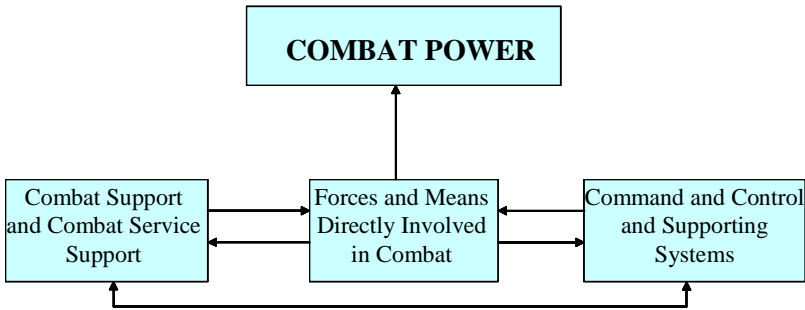 COMBAT POWER
Combat Support
and Combat Service
Support
Forces and Means
Directly Involved
in Combat
Command and Control
and Supporting
Systems